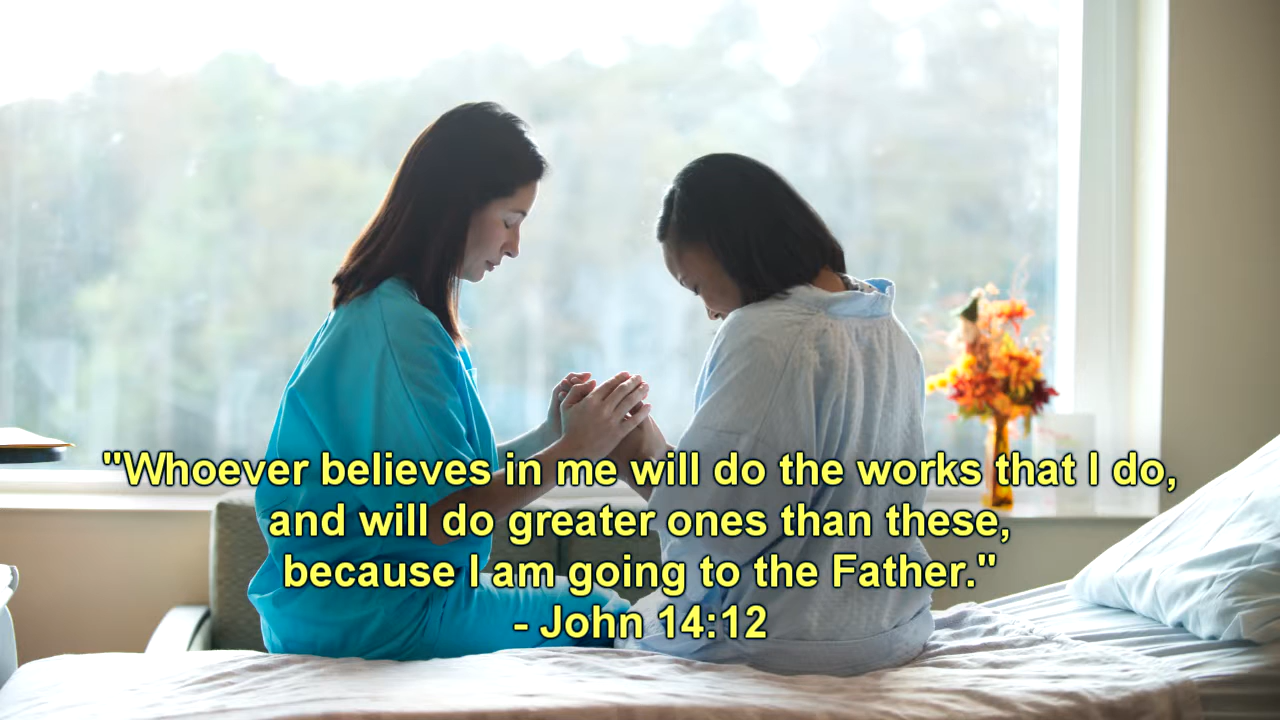 "Whoever believes in me will do the works that I do,
and will do greater ones than these,
because I am going to the Father."
- John 14:12